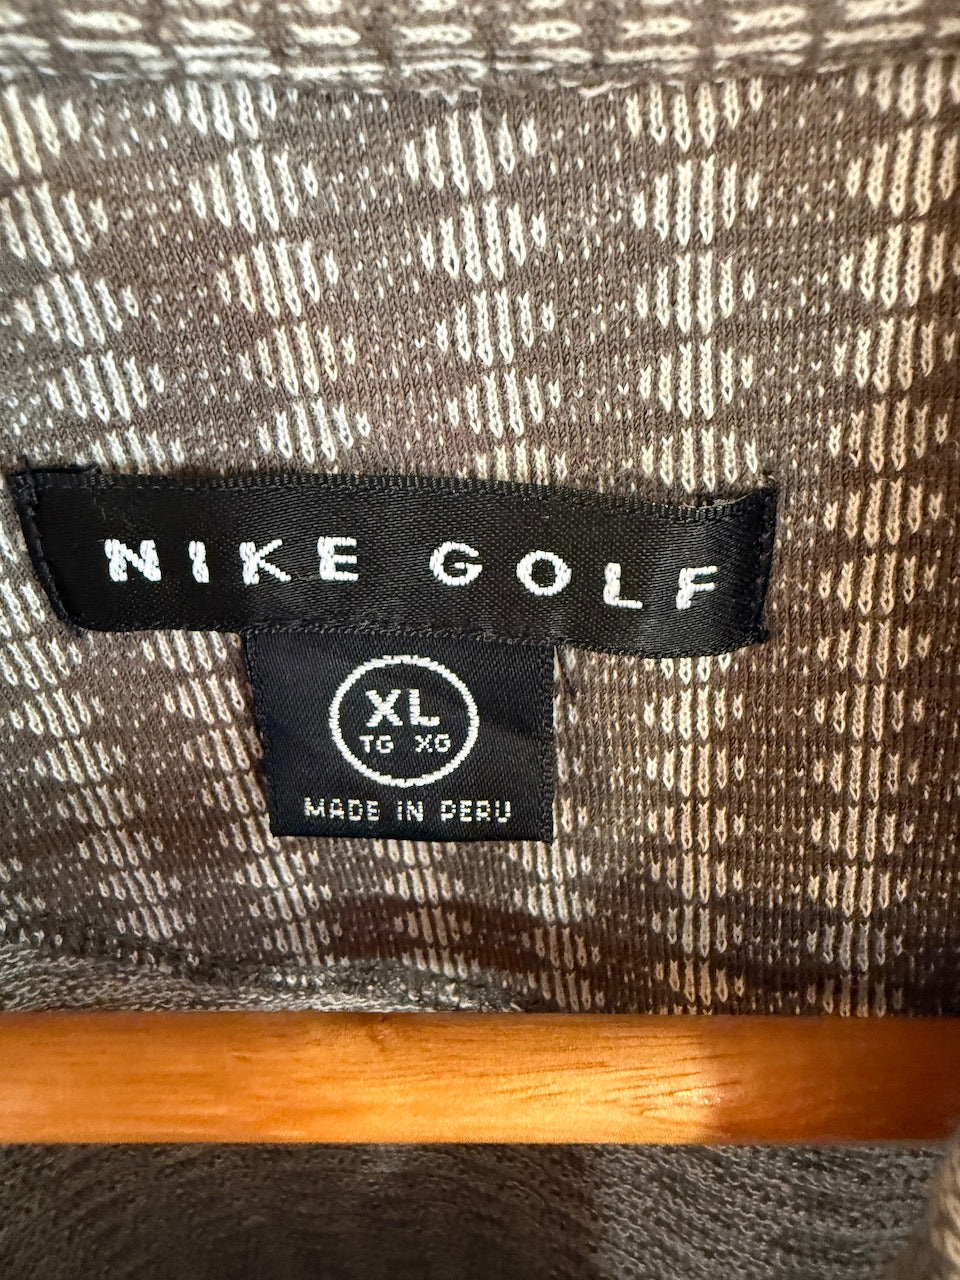 NIKE GOLF
XL
TG XG
MADE IN PERU